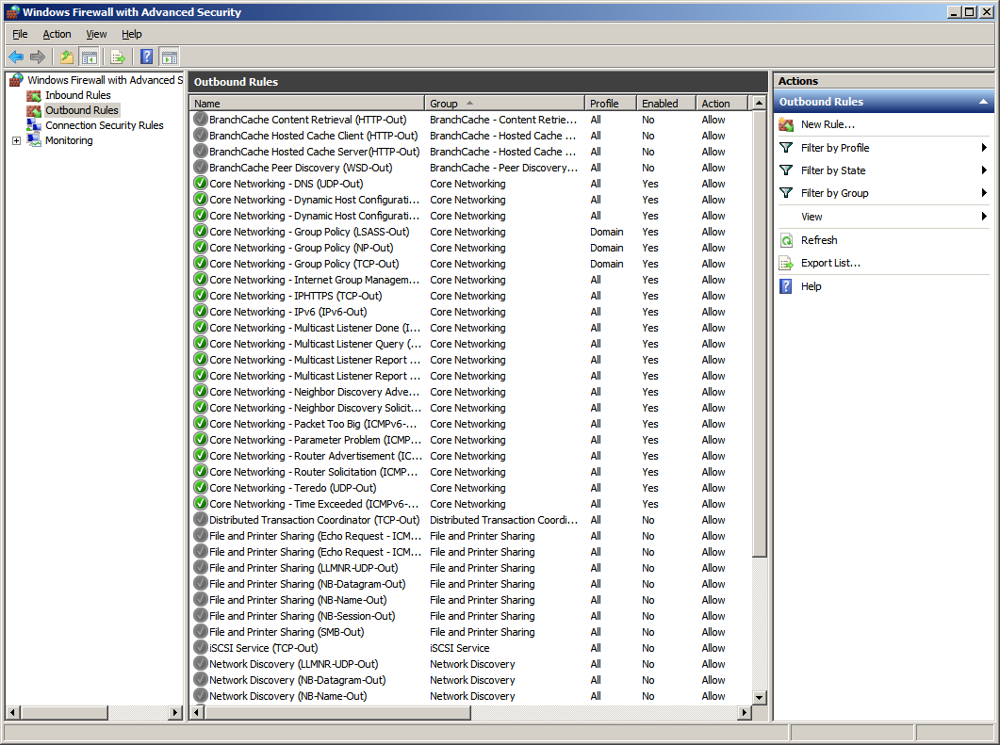 Windows Firewall with Advanced Security
File Action View Help
Windows Firewall with Advanced S
Inbound Rules
Outbound Rules
Connection Security Rules
Monitoring
Outbound Rules
Name Group Profile Enabled Action
BranchCache Content Retrieval (HTTP-Out) BranchCache - Content Retrie... All No Allow
BranchCache Hosted Cache Client (HTTP-Out) BranchCache - Hosted Cache ... All No Allow
BranchCache Hosted Cache Server(HTTP-Out) BranchCache - Hosted Cache ... All No Allow
BranchCache Peer Discovery (WSD-Out) BranchCache - Peer Discovery... All No Allow
Core Networking - DNS (UDP-Out) Core Networking All Yes Allow
Core Networking - Dynamic Host Configurati... Core Networking All Yes Allow
Core Networking - Dynamic Host Configurati... Core Networking All Yes Allow
Core Networking - Group Policy (LSASS-Out) Core Networking Domain Yes Allow
Core Networking - Group Policy (NP-Out) Core Networking Domain Yes Allow
Core Networking - Group Policy (TCP-Out) Core Networking Domain Yes Allow
Core Networking - Internet Group Managem... Core Networking All Yes Allow
Core Networking - IPHTTPS (TCP-Out) Core Networking All Yes Allow
Core Networking - IPv6 (IPv6-Out) Core Networking All Yes Allow
Core Networking - Multicast Listener Done (I... Core Networking All Yes Allow
Core Networking - Multicast Listener Query (... Core Networking All Yes Allow
Core Networking - Multicast Listener Report ... Core Networking All Yes Allow
Core Networking - Multicast Listener Report ... Core Networking All Yes Allow
Core Networking - Neighbor Discovery Adve... Core Networking All Yes Allow
Core Networking - Neighbor Discovery Solicit... Core Networking All Yes Allow
Core Networking - Packet Too Big (ICMPv6-... Core Networking All Yes Allow
Core Networking - Parameter Problem (ICMP... Core Networking All Yes Allow
Core Networking - Router Advertisement (IC... Core Networking All Yes Allow
Core Networking - Router Solicitation (ICMP... Core Networking All Yes Allow
Core Networking - Teredo (UDP-Out) Core Networking All Yes Allow
Core Networking - Time Exceeded (ICMPv6-... Core Networking All Yes Allow
Distributed Transaction Coordinator (TCP-Out) Distributed Transaction Coordi... All No Allow
File and Printer Sharing (Echo Request - ICM... File and Printer Sharing All No Allow
File and Printer Sharing (Echo Request - ICM... File and Printer Sharing All No Allow
File and Printer Sharing (LLMNR-UDP-Out) File and Printer Sharing All No Allow
File and Printer Sharing (NB-Datagram-Out) File and Printer Sharing All No Allow
File and Printer Sharing (NB-Name-Out) File and Printer Sharing All No Allow
File and Printer Sharing (NB-Session-Out) File and Printer Sharing All No Allow
File and Printer Sharing (SMB-Out) File and Printer Sharing All No Allow
iSCSI Service (TCP-Out) iSCSI Service All No Allow
Network Discovery (LLMNR-UDP-Out) Network Discovery All No Allow
Network Discovery (NB-Datagram-Out) Network Discovery All No Allow
Network Discovery (NB-Name-Out) Network Discovery All No Allow
Actions
Outbound Rules
New Rule...
Filter by Profile
Filter by State
Filter by Group
View
Refresh
Export List...
Help